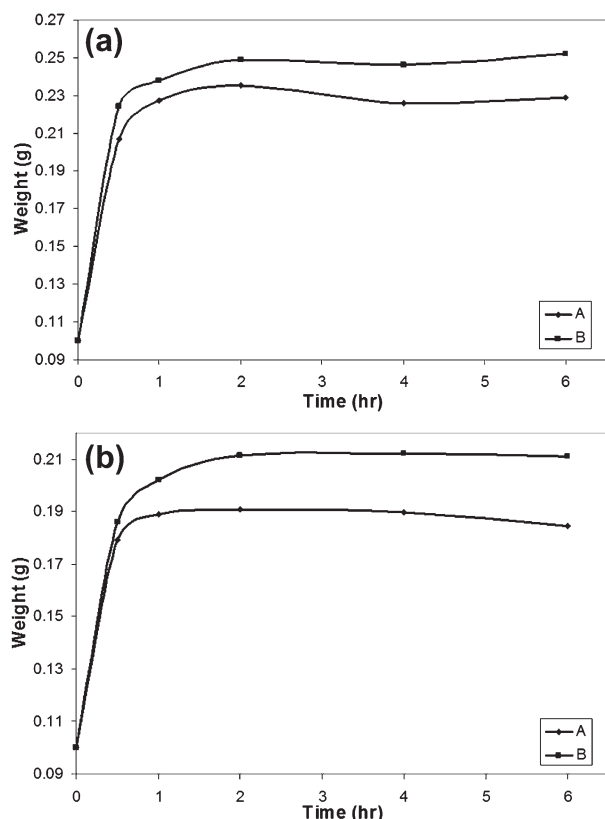 (a)
0.27
0.25
0.23
0.21
0.19
0.17
0.15
0.13
0.11
0.09
Weight (g)
A
B
0 1 2 3 4 5 6
Time (hr)
(b)
0.21
0.19
0.17
0.15
0.13
0.11
0.09
Weight (g)
A
B
0 1 2 3 4 5 6
Time (hr)